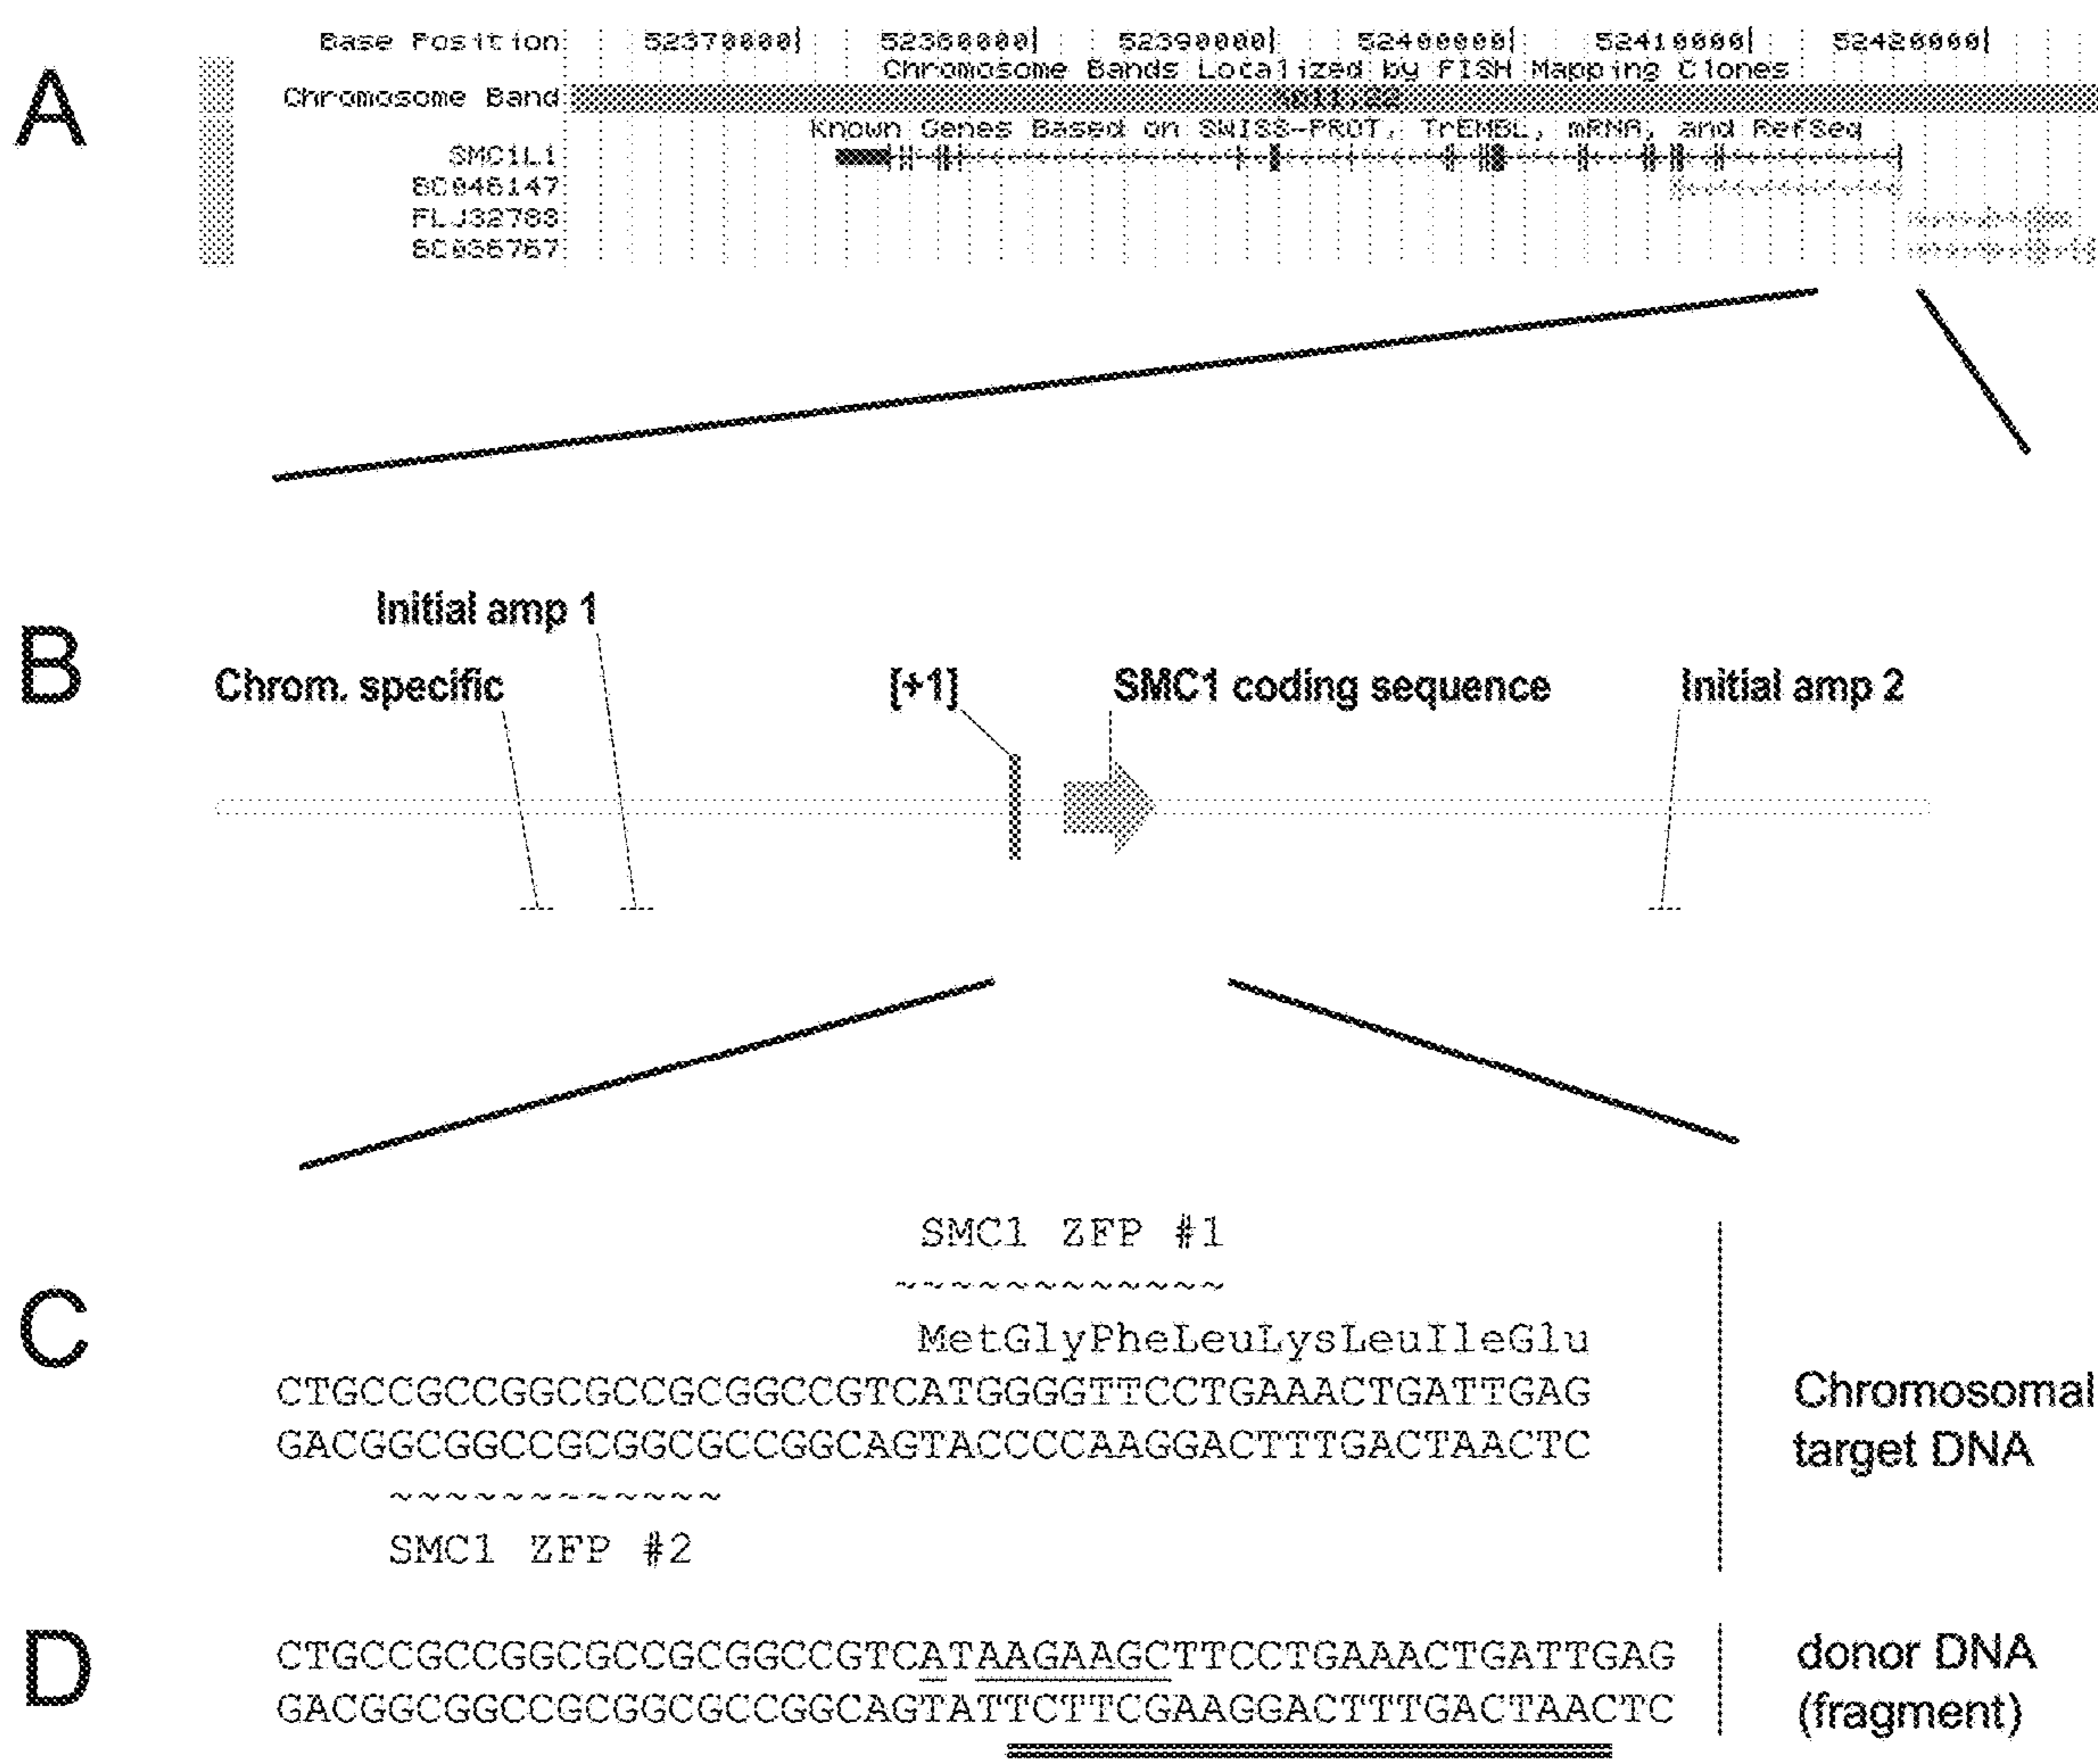 A
Base Position 52370000| 52380000| 52390000| 52400000| 52410000| 52420000|
Chromosome Bands Localized by FISH Mapping Clones
Chromosome Band Xp11.22
Known Genes Based on SWISS-PROT, TrEMBL, mRNA, and RefSeq
SMC1L1
BC046147
FLJ32783
B
Initial amp 1
Chrom. specific
[+1]
SMC1 coding sequence
Initial amp 2
C
SMC1 ZFP #1
~~~~~~~~~~~~
MetGlyPheLeuLysLeuIleGlu
CTGCCGCCGGCGCCGCGGCCGTCATGGGGTTCCTGAAACTGATTGAG
GACGGCGGCCGCGGCGCCGGCAGTACCCCAAGGACTTTGACTAACTC
~~~~~~~~~~~~
SMC1 ZFP #2
Chromosomal
target DNA
D
CTGCCGCCGGCGCCGCGGCCGTCATAAGAAGCTTCCTGAAACTGATTGAG
GACGGCGGCCGCGGCGCCGGCAGTATTCTTCGAAGGACTTTGACTAACTC
donor DNA
(fragment)